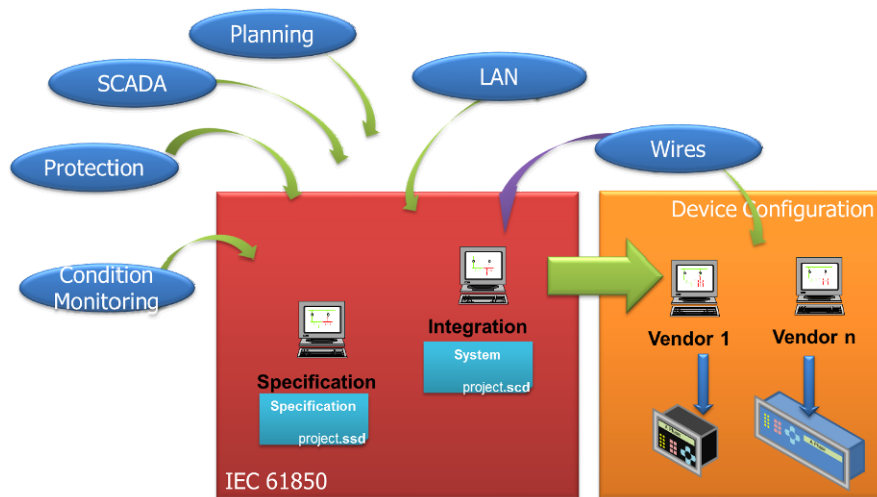 Planning
SCADA
LAN
Protection
Wires
Device Configuration
Condition
Monitoring
Integration
System
project.scd
Vendor 1
Vendor n
Specification
Specification
project.ssd
IEC 61850